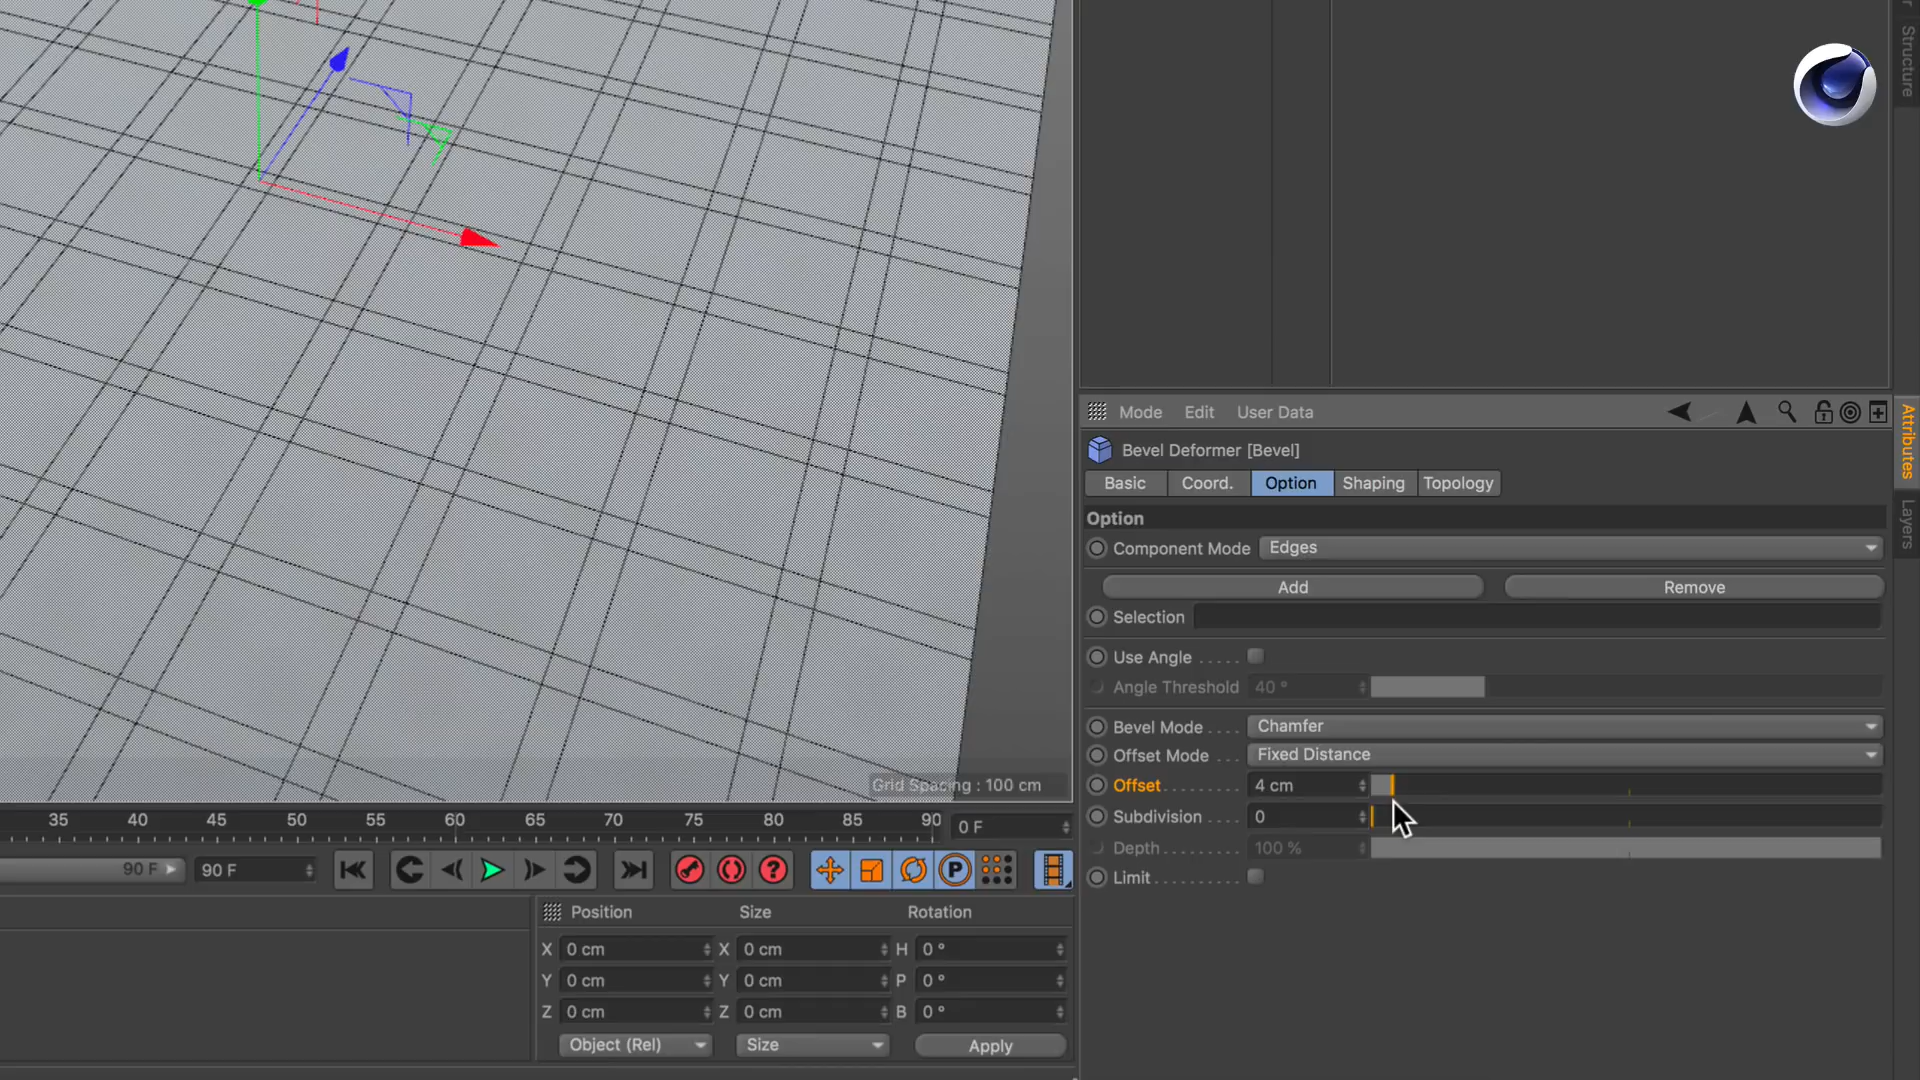 Structure
Mode Edit User Data
Attributes
Bevel Deformer [Bevel]
Basic Coord. Option Shaping Topology
Layers
Option
Component Mode Edges
Add Remove
Selection
Use Angle . . . . .
Angle Threshold 40 °
Bevel Mode . . . . Chamfer
Offset Mode . . . Fixed Distance
Offset . . . . . . . . . 4 cm
Subdivision . . . . 0
Depth . . . . . . . . . 100 %
Limit . . . . . . . . . .
Grid Spacing : 100 cm
35 40 45 50 55 60 65 70 75 80 85 90 0 F
90 F 90 F
P
Position Size Rotation
X 0 cm X 0 cm H 0 °
Y 0 cm Y 0 cm P 0 °
Z 0 cm Z 0 cm B 0 °
Object (Rel) Size Apply